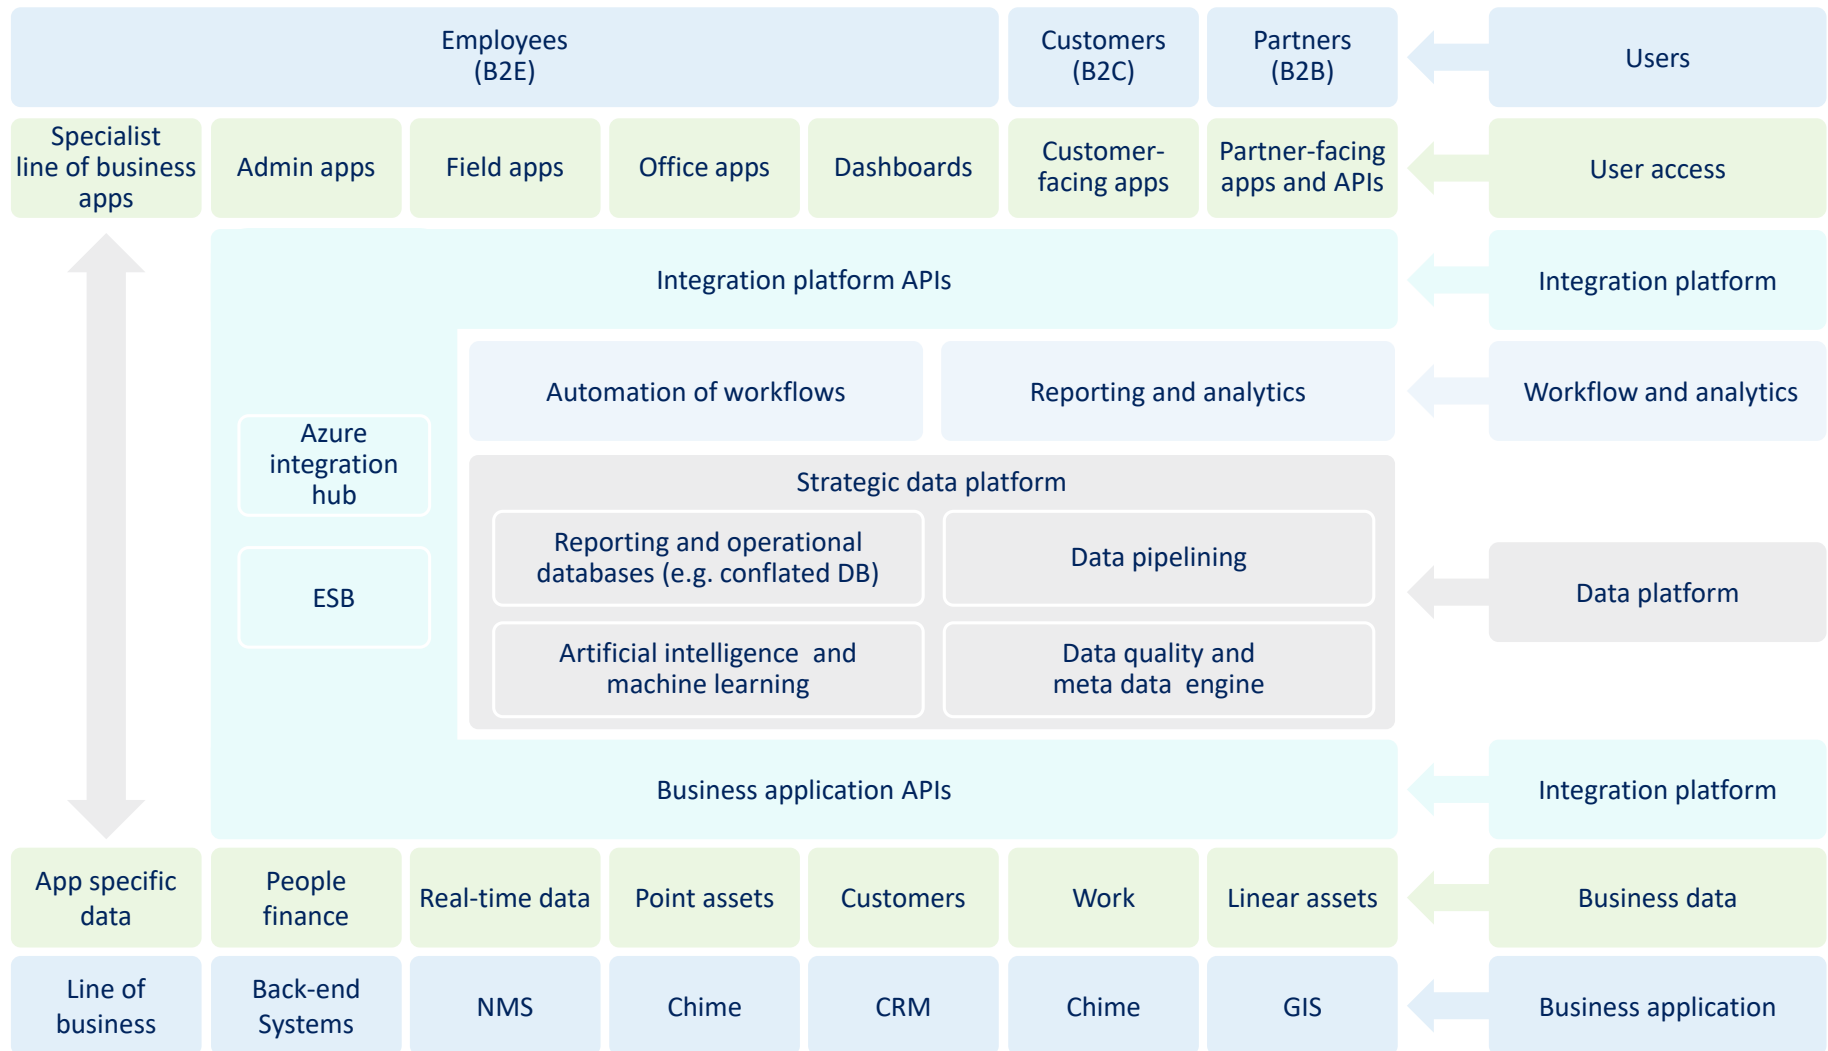 Employees
(B2E)
Customers
(B2C)
Partners
(B2B)
Users
Specialist
line of business
apps
Admin apps
Field apps
Office apps
Dashboards
Customer-
facing apps
Partner-facing
apps and APIs
User access
Integration platform APIs
Integration platform
Automation of workflows
Reporting and analytics
Workflow and analytics
Azure
integration
hub
ESB
Strategic data platform
Reporting and operational
databases (e.g. conflated DB)
Data pipelining
Artificial intelligence and
machine learning
Data quality and
meta data engine
Data platform
Business application APIs
Integration platform
App specific
data
People
finance
Real-time data
Point assets
Customers
Work
Linear assets
Business data
Line of
business
Back-end
Systems
NMS
Chime
CRM
Chime
GIS
Business application